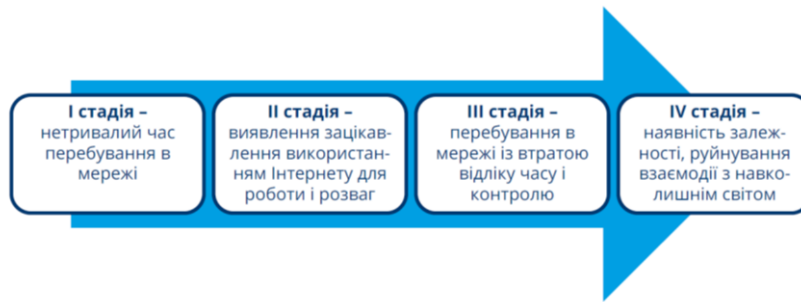 I стадія –
нетривалий час
перебування в
мережі
II стадія –
виявлення зацікав-
лення використан-
ням Інтернету для
роботи і розваг
III стадія –
перебування в
мережі із втратою
відліку часу і
контролю
IV стадія –
наявність залеж-
ності, руйнування
взаємодії з навко-
лишнім світом